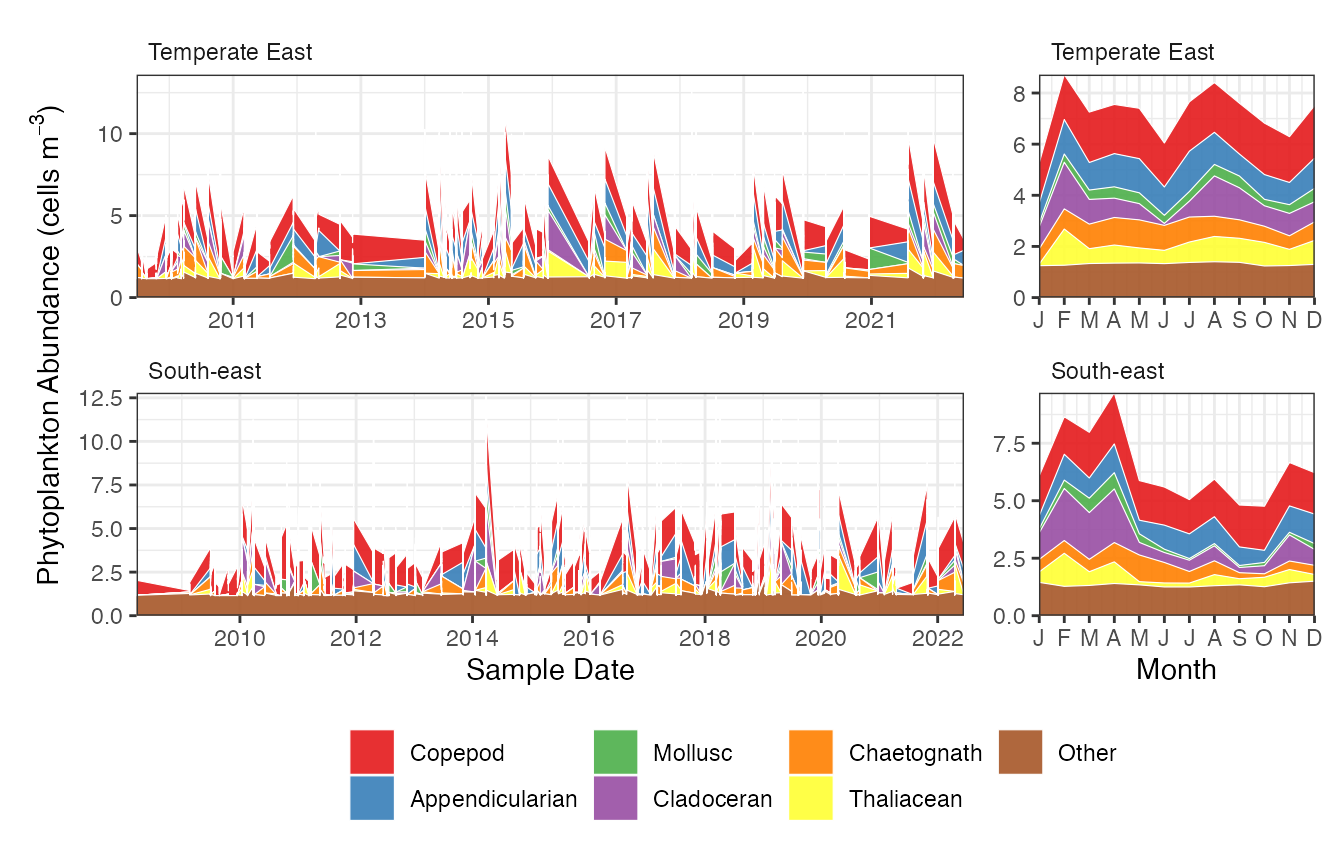 Temperate East
Temperate East
Phytoplankton Abundance (cells m⁻³)
10
5
0
2011 2013 2015 2017 2019 2021
8
6
4
2
0
J F M A M J J A S O N D
South-east
South-east
12.5
10.0
7.5
5.0
2.5
0.0
2010 2012 2014 2016 2018 2020 2022
7.5
5.0
2.5
0.0
J F M A M J J A S O N D
Sample Date
Month
Copepod Mollusc Chaetognath Other
Appendicularian Cladoceran Thaliacean